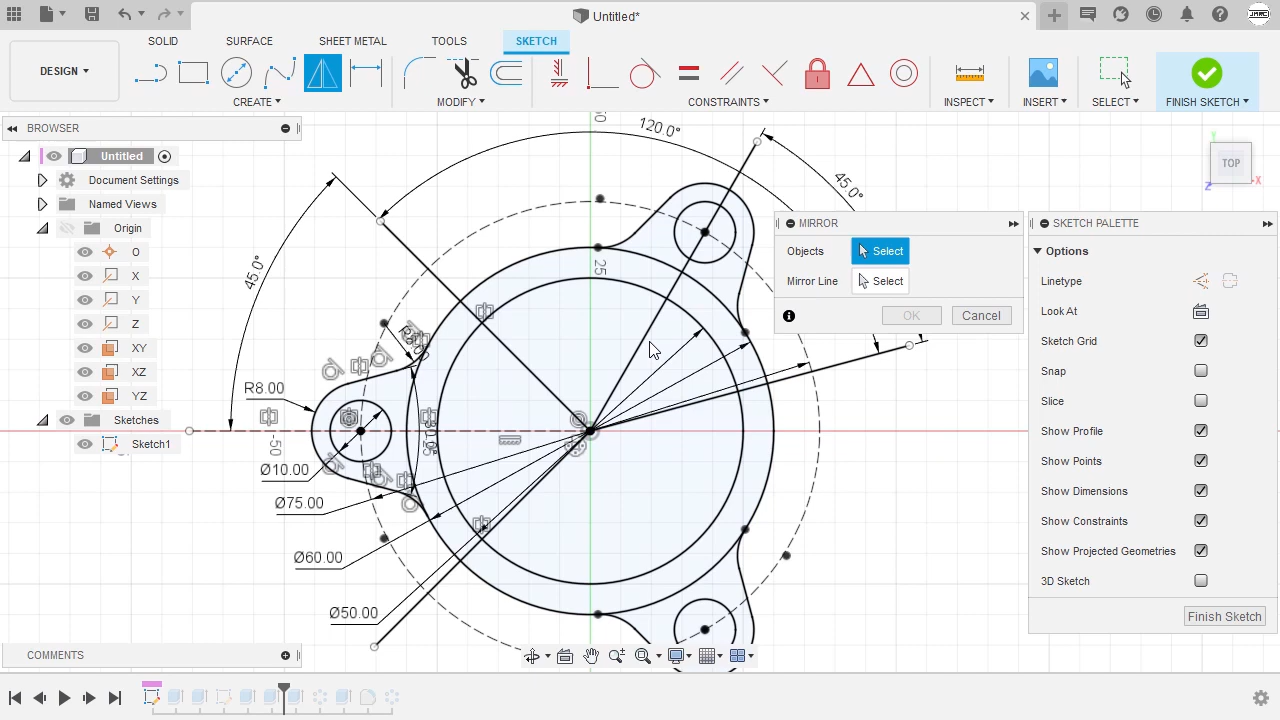 Untitled*
SOLID SURFACE SHEET METAL TOOLS SKETCH
DESIGN
CREATE MODIFY CONSTRAINTS INSPECT INSERT SELECT FINISH SKETCH
BROWSER
Untitled
Document Settings
Named Views
Origin
O
X
Y
Z
XY
XZ
YZ
Sketches
Sketch1
120.0°
45.0°
45.0°
25
R8.00
-50
25
Ø10.00
Ø75.00
Ø60.00
Ø50.00
TOP
Y
X
Z
MIRROR
Objects Select
Mirror Line Select
OK Cancel
SKETCH PALETTE
Options
Linetype
Look At
Sketch Grid
Snap
Slice
Show Profile
Show Points
Show Dimensions
Show Constraints
Show Projected Geometries
3D Sketch
Finish Sketch
COMMENTS